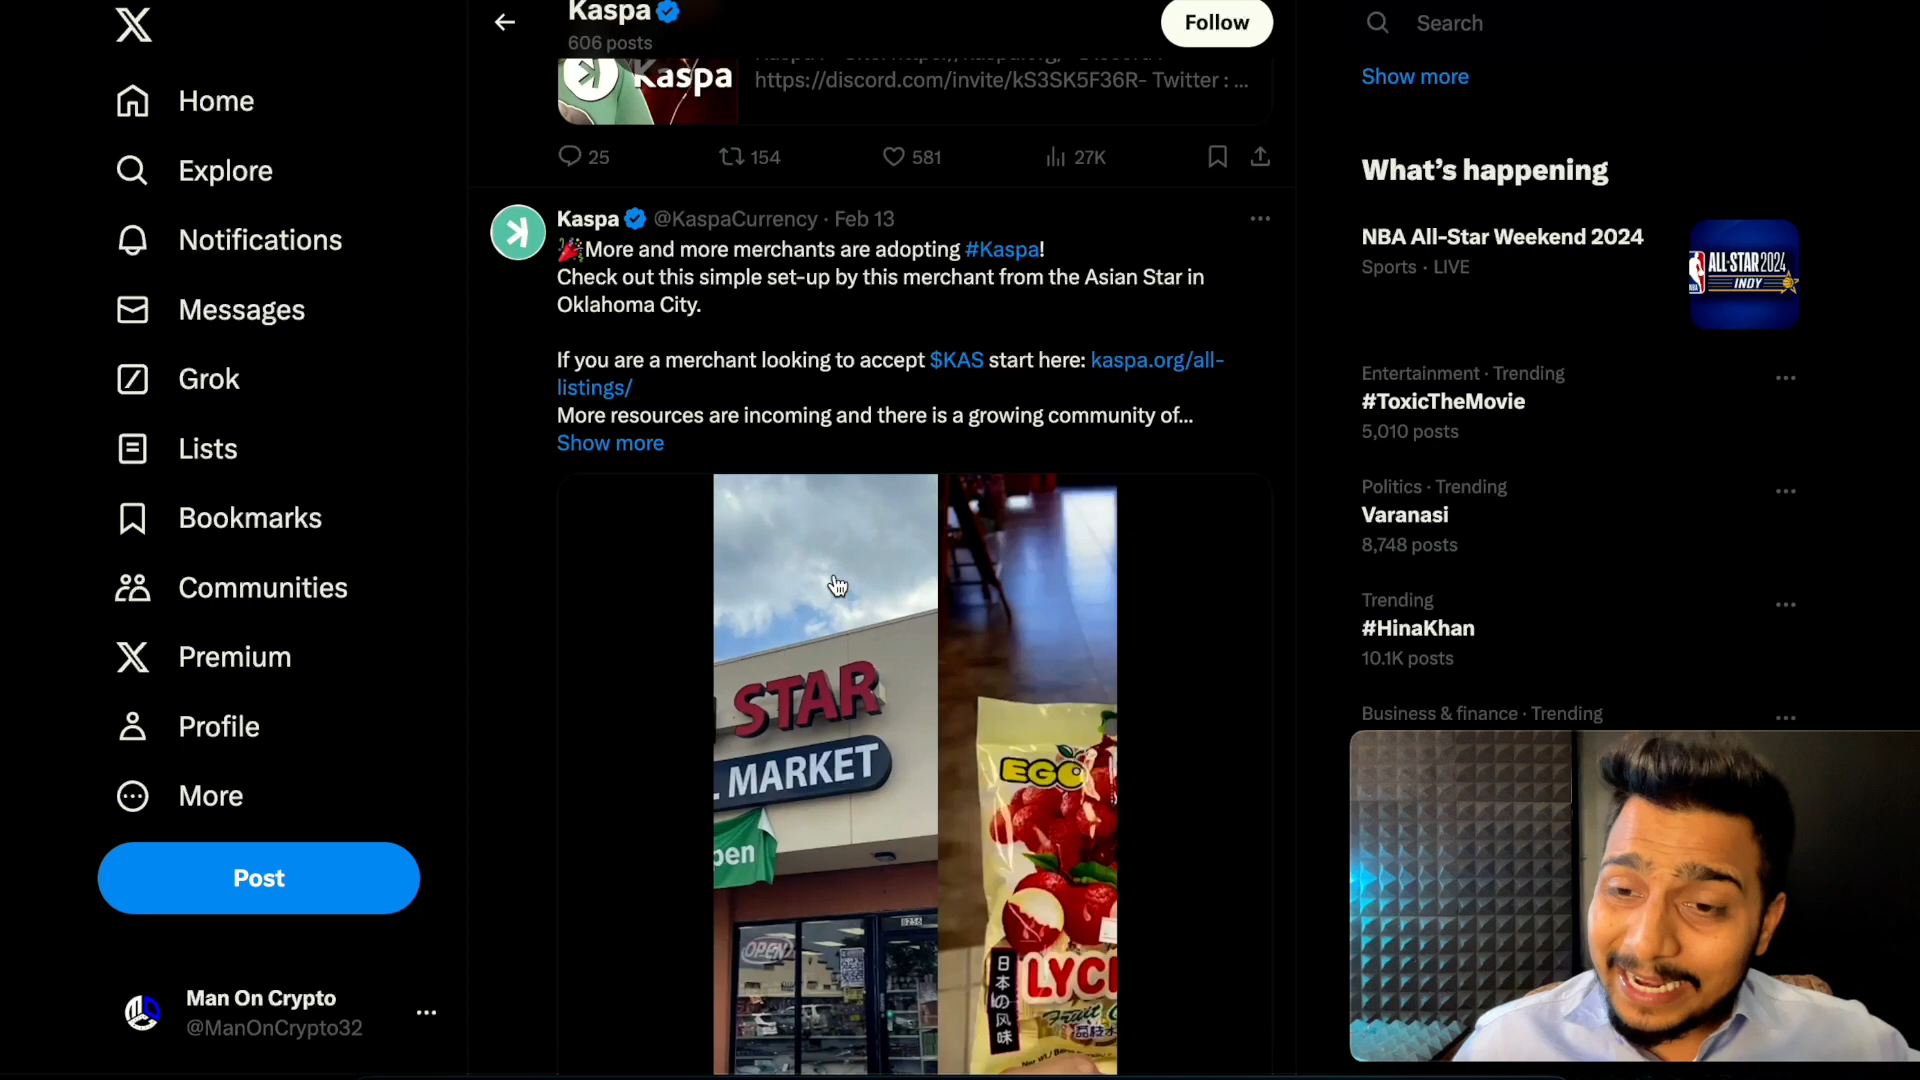 Home
Explore
Notifications
Messages
Grok
Lists
Bookmarks
Communities
Premium
Profile
More
Post
Man On Crypto
@ManOnCrypto32
Kaspa
606 posts
Follow
Kaspa
https://discord.com/invite/kS3SK5F36R- Twitter : ...
25
154
581
27K
Kaspa @KaspaCurrency · Feb 13
🎉More and more merchants are adopting #Kaspa!
Check out this simple set-up by this merchant from the Asian Star in
Oklahoma City.
If you are a merchant looking to accept $KAS start here: kaspa.org/all-
listings/
More resources are incoming and there is a growing community of...
Show more
STAR
MARKET
pen
OPEN
8256
EGO
LYCH
日本の风味
Fruit
Search
Show more
What's happening
NBA All-Star Weekend 2024
Sports · LIVE
ALL-STAR 2024
INDY
Entertainment · Trending
#ToxicTheMovie
5,010 posts
Politics · Trending
Varanasi
8,748 posts
Trending
#HinaKhan
10.1K posts
Business & finance · Trending